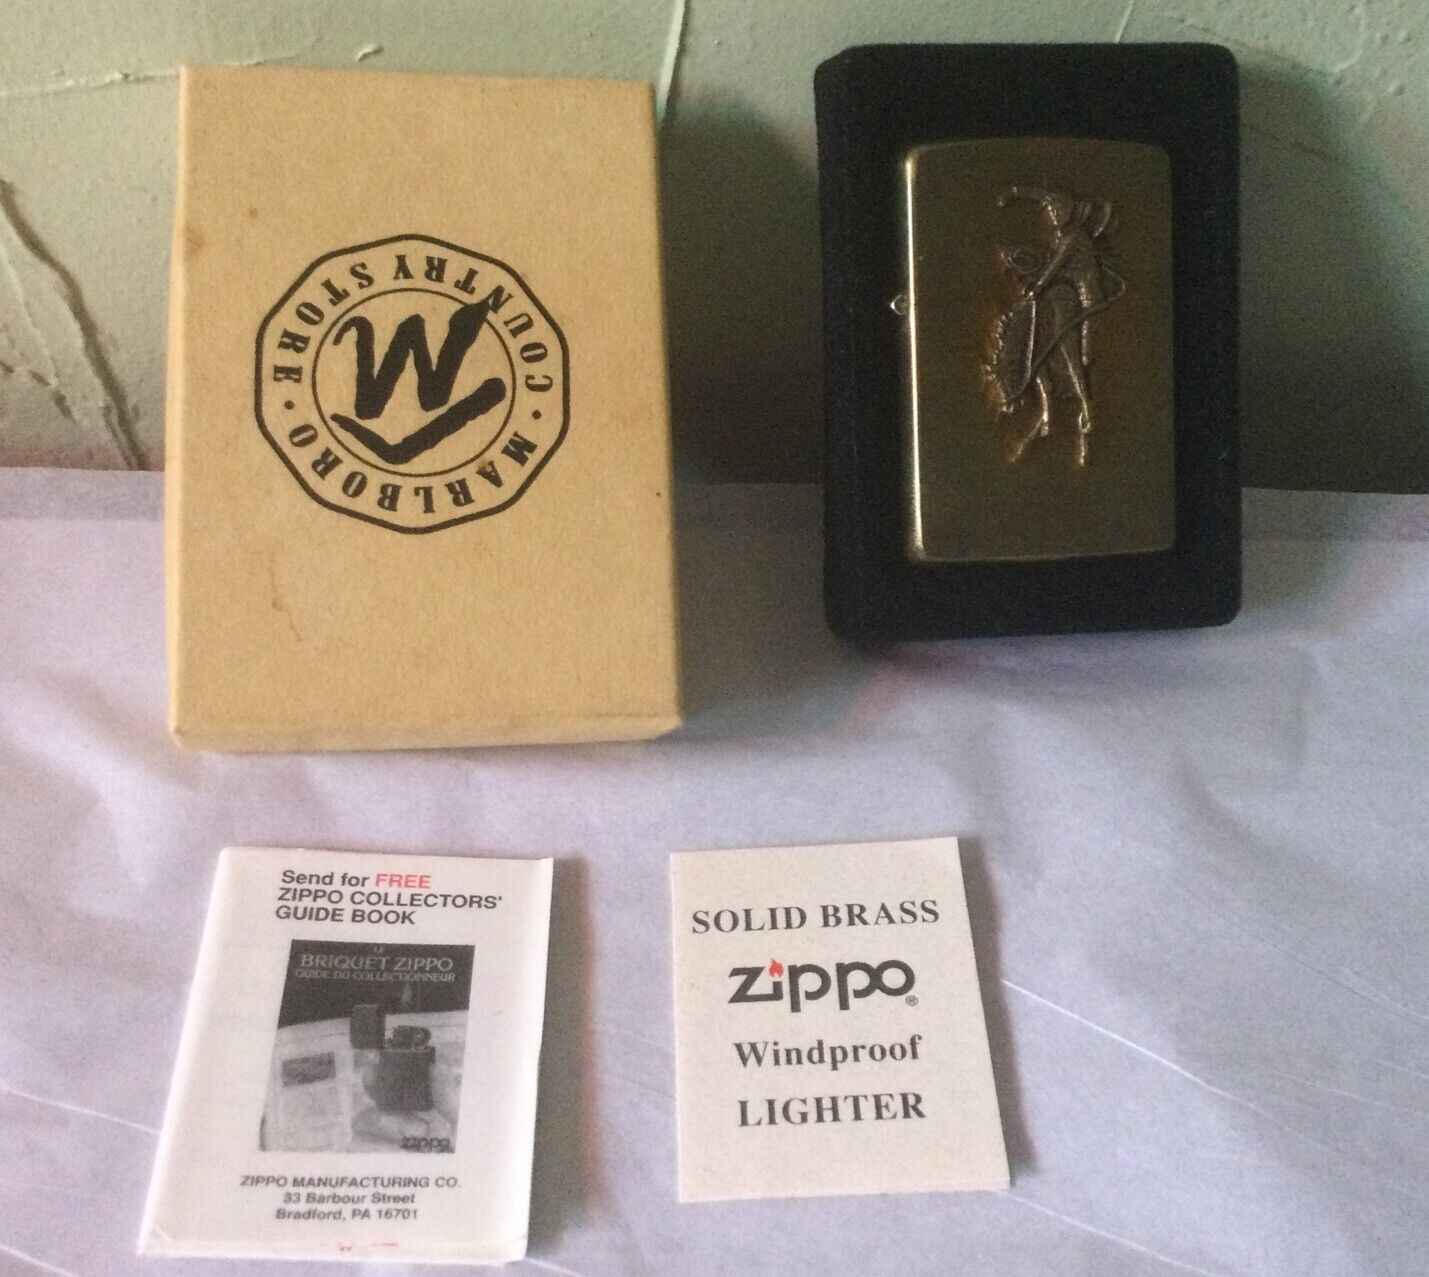 COUNTRY STORE • MARLBORO •
W
Send for FREE
ZIPPO COLLECTORS'
GUIDE BOOK
BRIQUET ZIPPO
GUIDE DU COLLECTIONNEUR
zippo
ZIPPO MANUFACTURING CO.
33 Barbour Street
Bradford, PA 16701
SOLID BRASS
zippo®
Windproof
LIGHTER